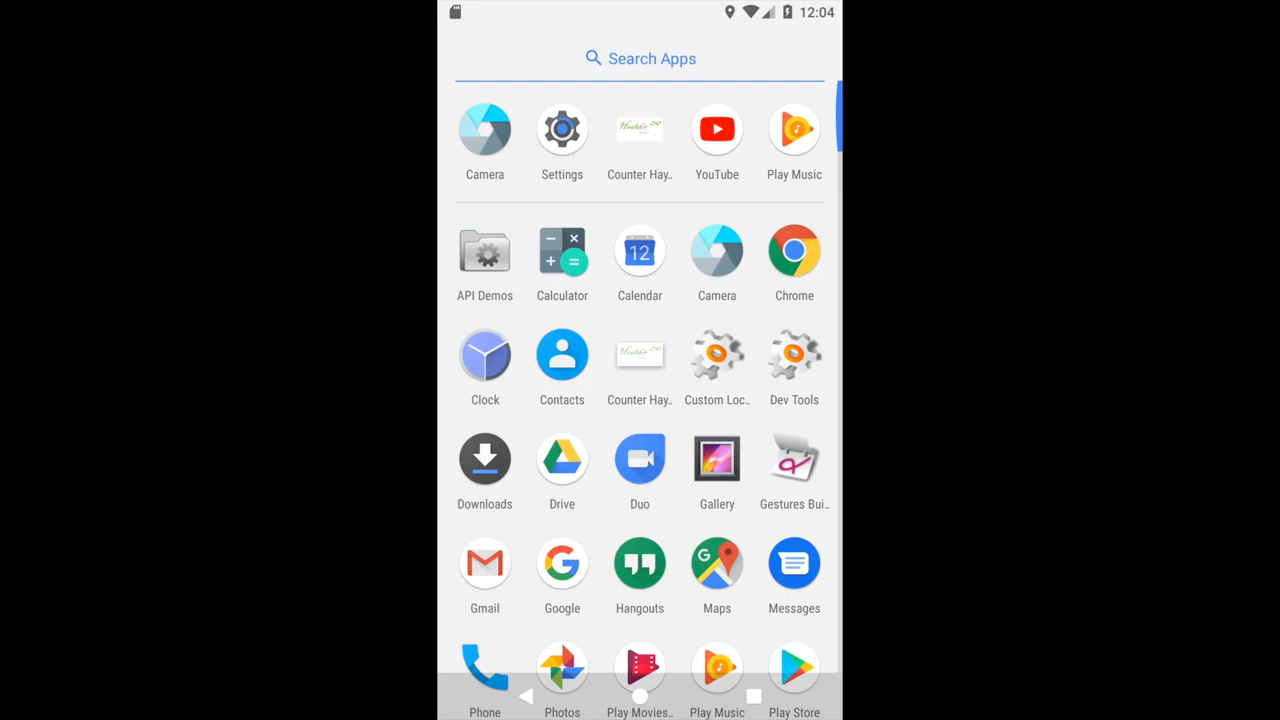 12:04
Search Apps
Camera Settings Counter Hay.. YouTube Play Music
API Demos Calculator Calendar Camera Chrome
12
Clock Contacts Counter Hay.. Custom Loc.. Dev Tools
Downloads Drive Duo Gallery Gestures Bui..
Gmail Google Hangouts Maps Messages
Phone Photos Play Movies.. Play Music Play Store